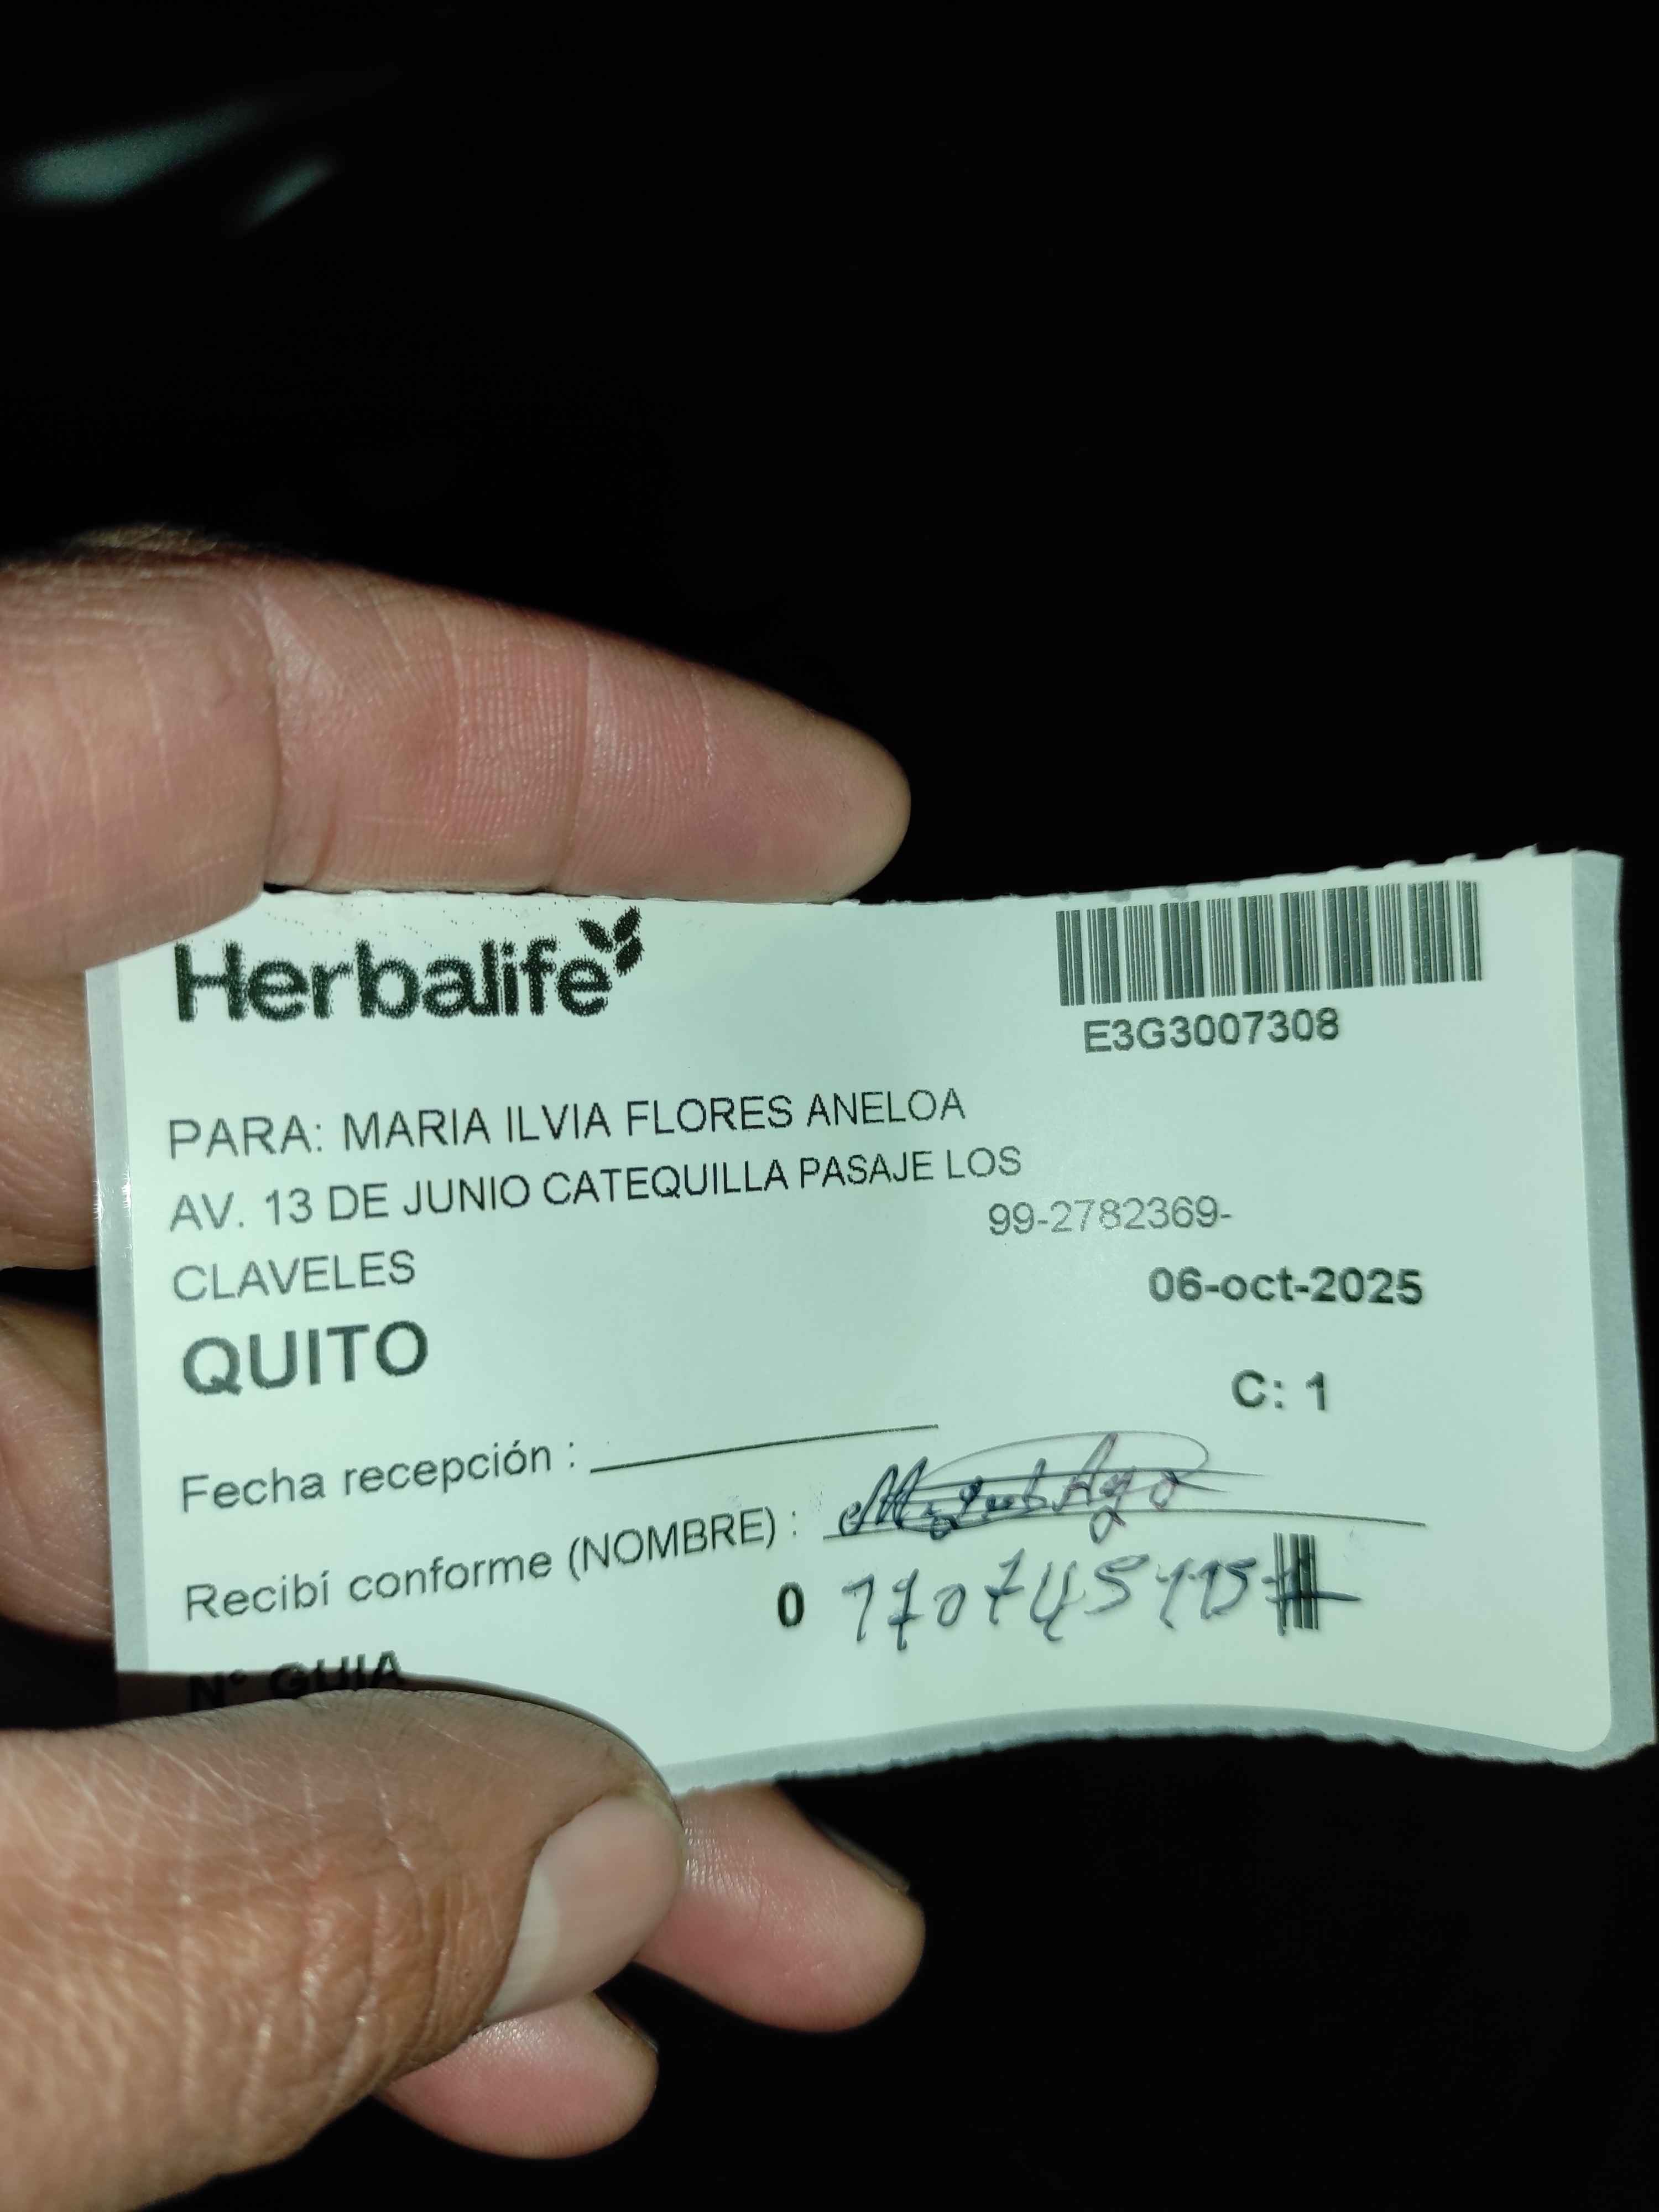 Herbalife
E3G3007308
PARA: MARIA ILVIA FLORES ANELOA
AV. 13 DE JUNIO CATEQUILLA PASAJE LOS
99-2782369-
CLAVELES
06-oct-2025
QUITO
C: 1
Fecha recepción :
Recibí conforme (NOMBRE) :
0
N° GUIA